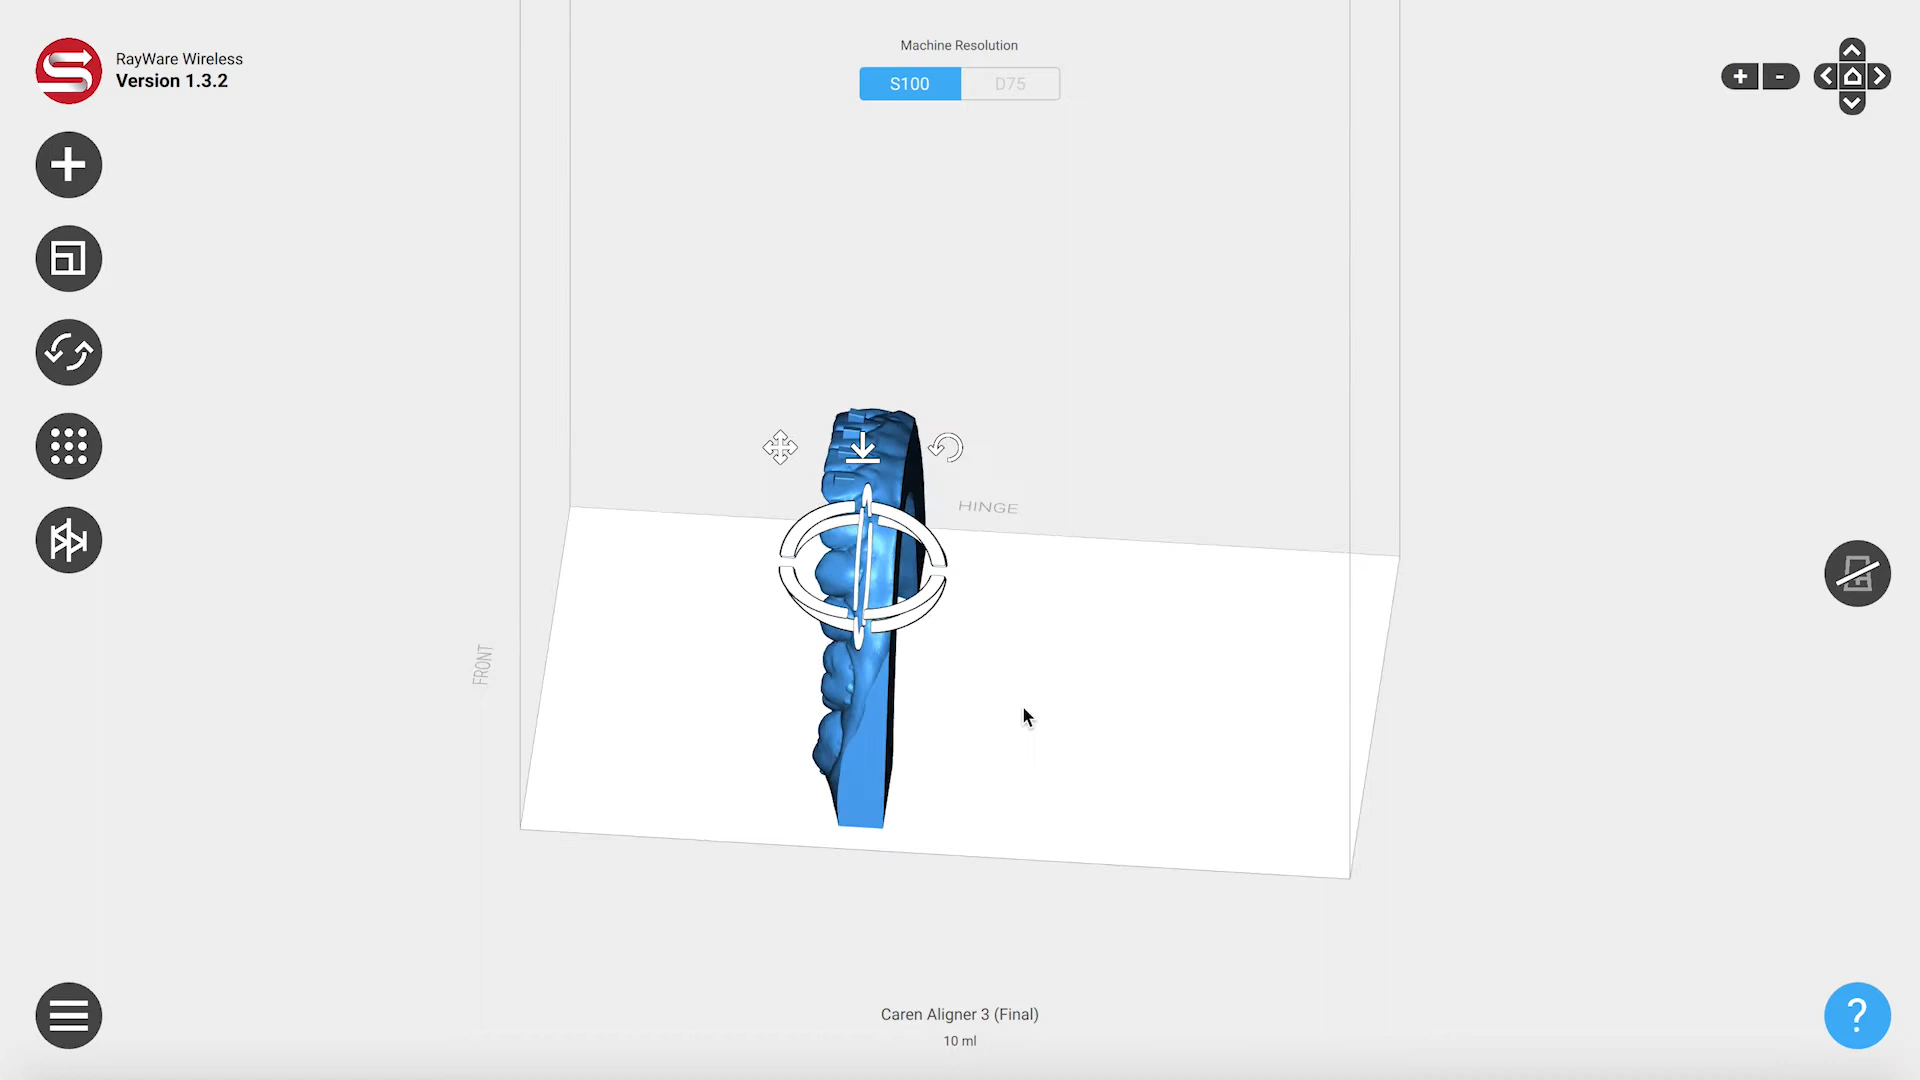 RayWare Wireless
Version 1.3.2
Machine Resolution
S100
D75
+
-
HINGE
FRONT
Caren Aligner 3 (Final)
10 ml
?